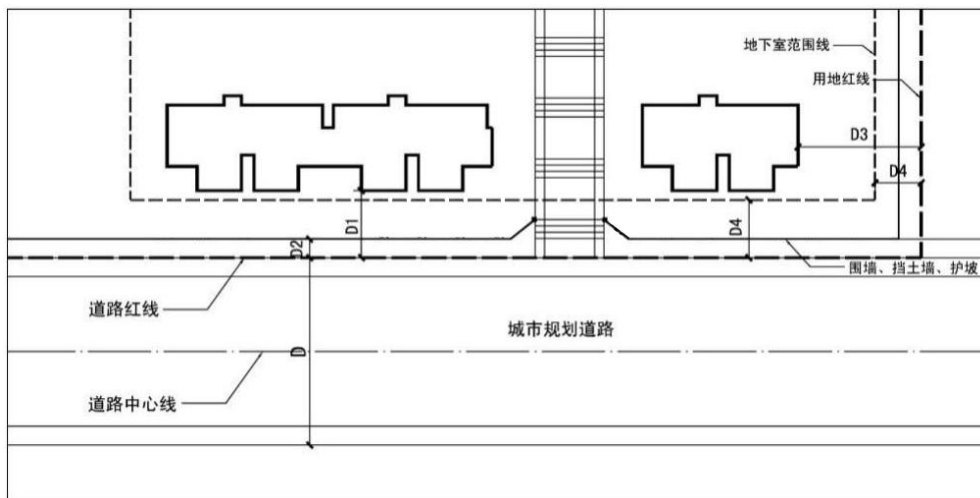 地下室范围线
用地红线
D3
D4
D1
D4
D2
围墙、挡土墙、护坡
道路红线
城市规划道路
D
道路中心线